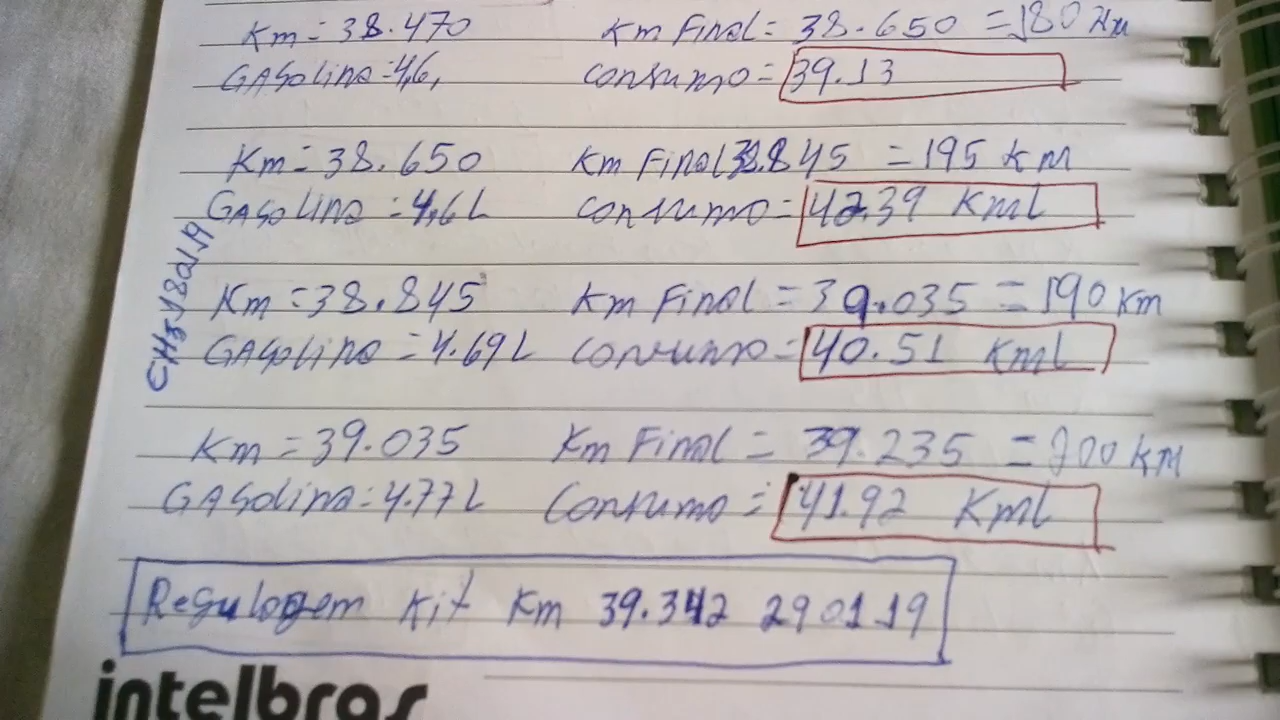 Km = 38.470 Km Final = 38.650 = 180 Km
GASolina = 4,6, consumo = 39.13
Km = 38.650 Km Final 38.845 = 195 Km
GASolina = 4,6 L consumo = 42.39 KmL
Km = 38.845 Km Final = 39.035 = 190 Km
GASolina = 4.69 L consumo = 40.51 KmL
Km = 39.035 Km Final = 39.235 = 200 KM
GASolina = 4.77 L Consumo = 41.92 KmL
Regulagem Kit Km 39.342 290119
intelbras